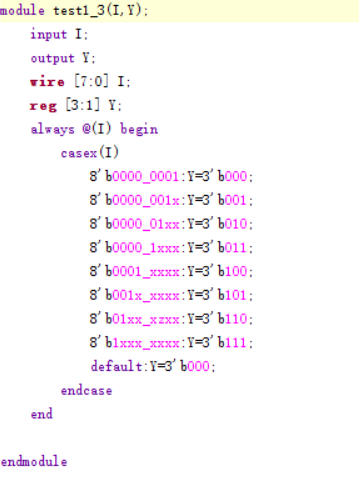 module test1_3(I,Y);
input I;
output Y;
wire [7:0] I;
reg [3:1] Y;
always @(I) begin
casex(I)
8'b0000_0001:Y=3'b000;
8'b0000_001x:Y=3'b001;
8'b0000_01xx:Y=3'b010;
8'b0000_1xxx:Y=3'b011;
8'b0001_xxxx:Y=3'b100;
8'b001x_xxxx:Y=3'b101;
8'b01xx_xzxx:Y=3'b110;
8'b1xxx_xxxx:Y=3'b111;
default:Y=3'b000;
endcase
end
endmodule